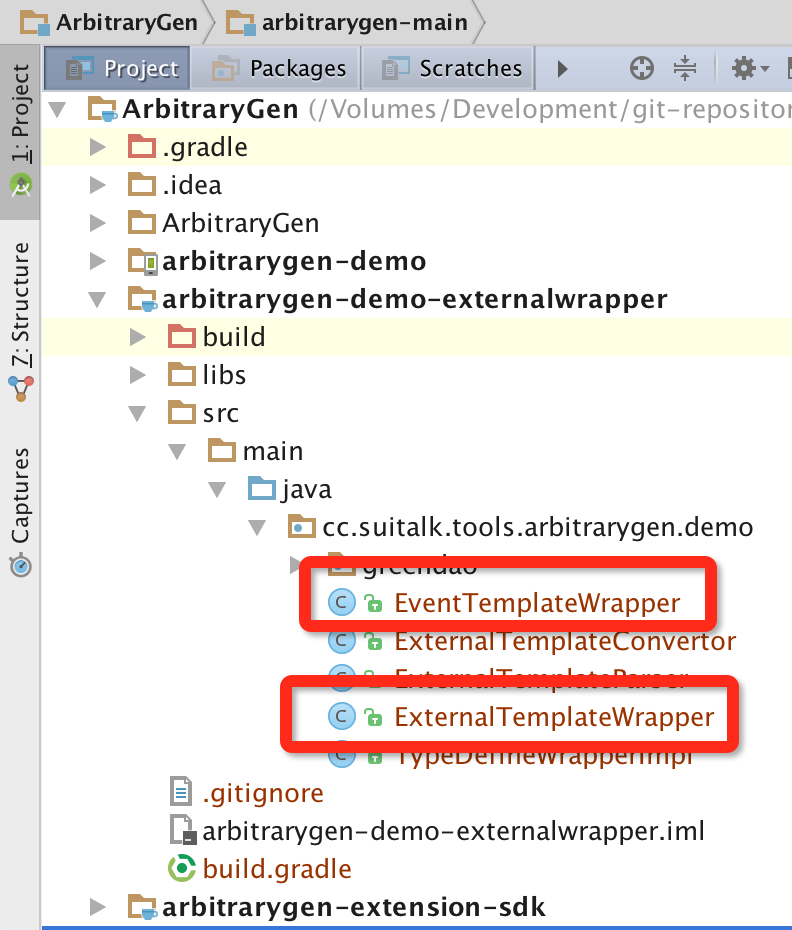 ArbitraryGen arbitrarygen-main
Project Packages Scratches
1: Project
7: Structure
Captures
ArbitraryGen (/Volumes/Development/git-repositor
.gradle
.idea
ArbitraryGen
arbitrarygen-demo
arbitrarygen-demo-externalwrapper
build
libs
src
main
java
cc.suitalk.tools.arbitrarygen.demo
greendao
C EventTemplateWrapper
C ExternalTemplateConvertor
C ExternalTemplateParser
C ExternalTemplateWrapper
C TypeDefineWrapperImpl
.gitignore
arbitrarygen-demo-externalwrapper.iml
build.gradle
arbitrarygen-extension-sdk